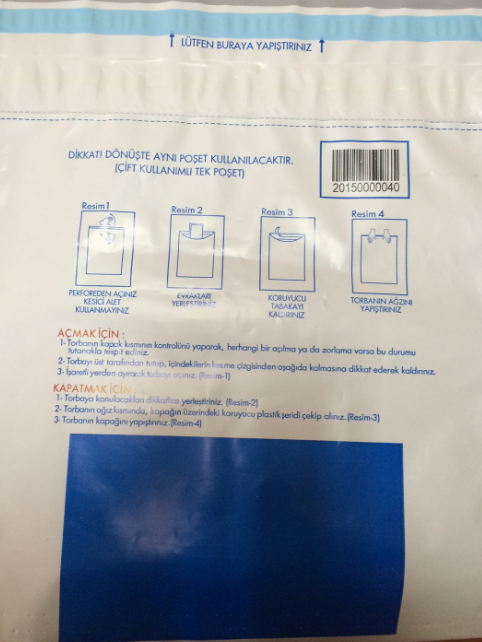 LÜTFEN BURAYA YAPIŞTIRINIZ
DİKKAT! DÖNÜŞTE AYNI POŞET KULLANILACAKTIR.
(ÇİFT KULLANIMLI TEK POŞET)
20150000040
Resim1
Resim 2
Resim 3
Resim 4
PERFOREDEN AÇINIZ
KESİCİ ALET
KULLANMAYINIZ
EVRAKLARI
YERLEŞTİRİNİZ
KORUYUCU
TABAKAYI
KALDIRINIZ
TORBANIN AĞZINI
YAPIŞTIRINIZ
AÇMAK İÇİN :
1- Torbanın kapak kısmının kontrolünü yaparak, herhangi bir açılma ya da zorlama varsa bu durumu
tutanakla tespit ediniz.
2- Torbayı üst tarafından tutup, içindekilerin kesme çizgisinden aşağıda kalmasına dikkat ederek kaldırınız.
3- İşaretli yerden ayırarak torbayı açınız. (Resim-1)
KAPATMAK İÇİN :
1- Torbaya konulacakları dikkatlice yerleştiriniz. (Resim-2)
2- Torbanın ağız kısmında, kapağın üzerindeki koruyucu plastik şeridi çekip alınız. (Resim-3)
3- Torbanın kapağını yapıştırınız. (Resim-4)